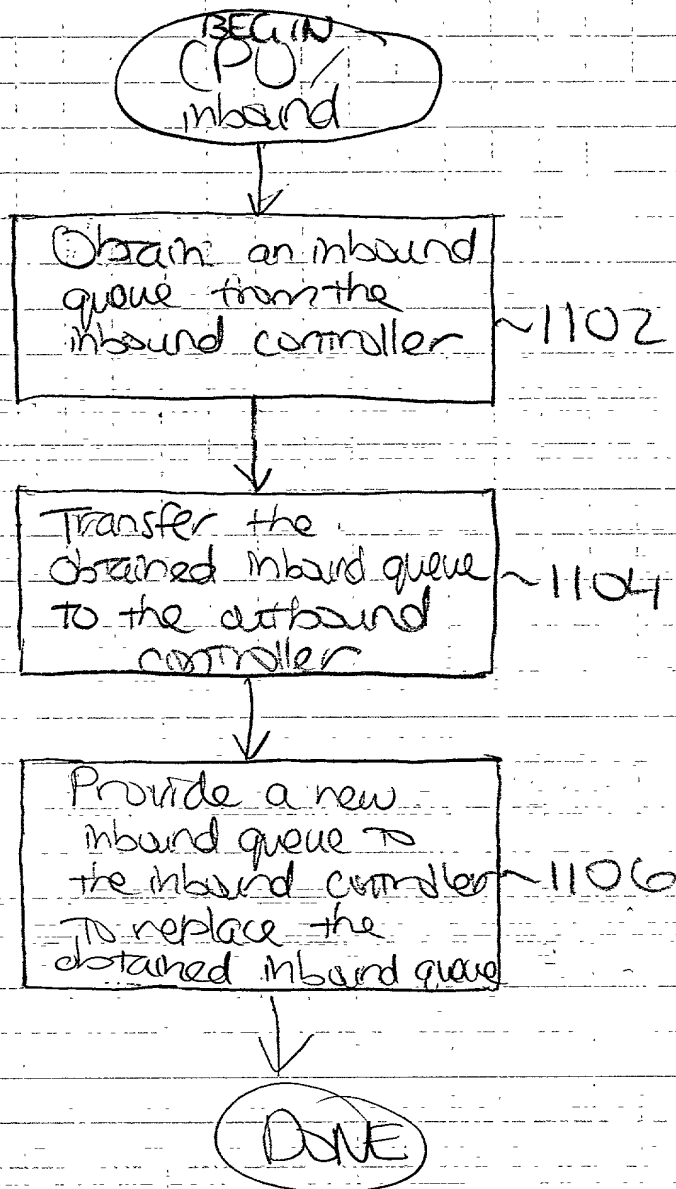 BEGIN
CPU/
inbound
Obtain an inbound
queue from the
inbound controller
~1102
Transfer the
obtained inbound queue
~1104
to the outbound
controller
Provide a new
inbound queue to
the inbound controller
~1106
to replace the
obtained inbound queue
DONE